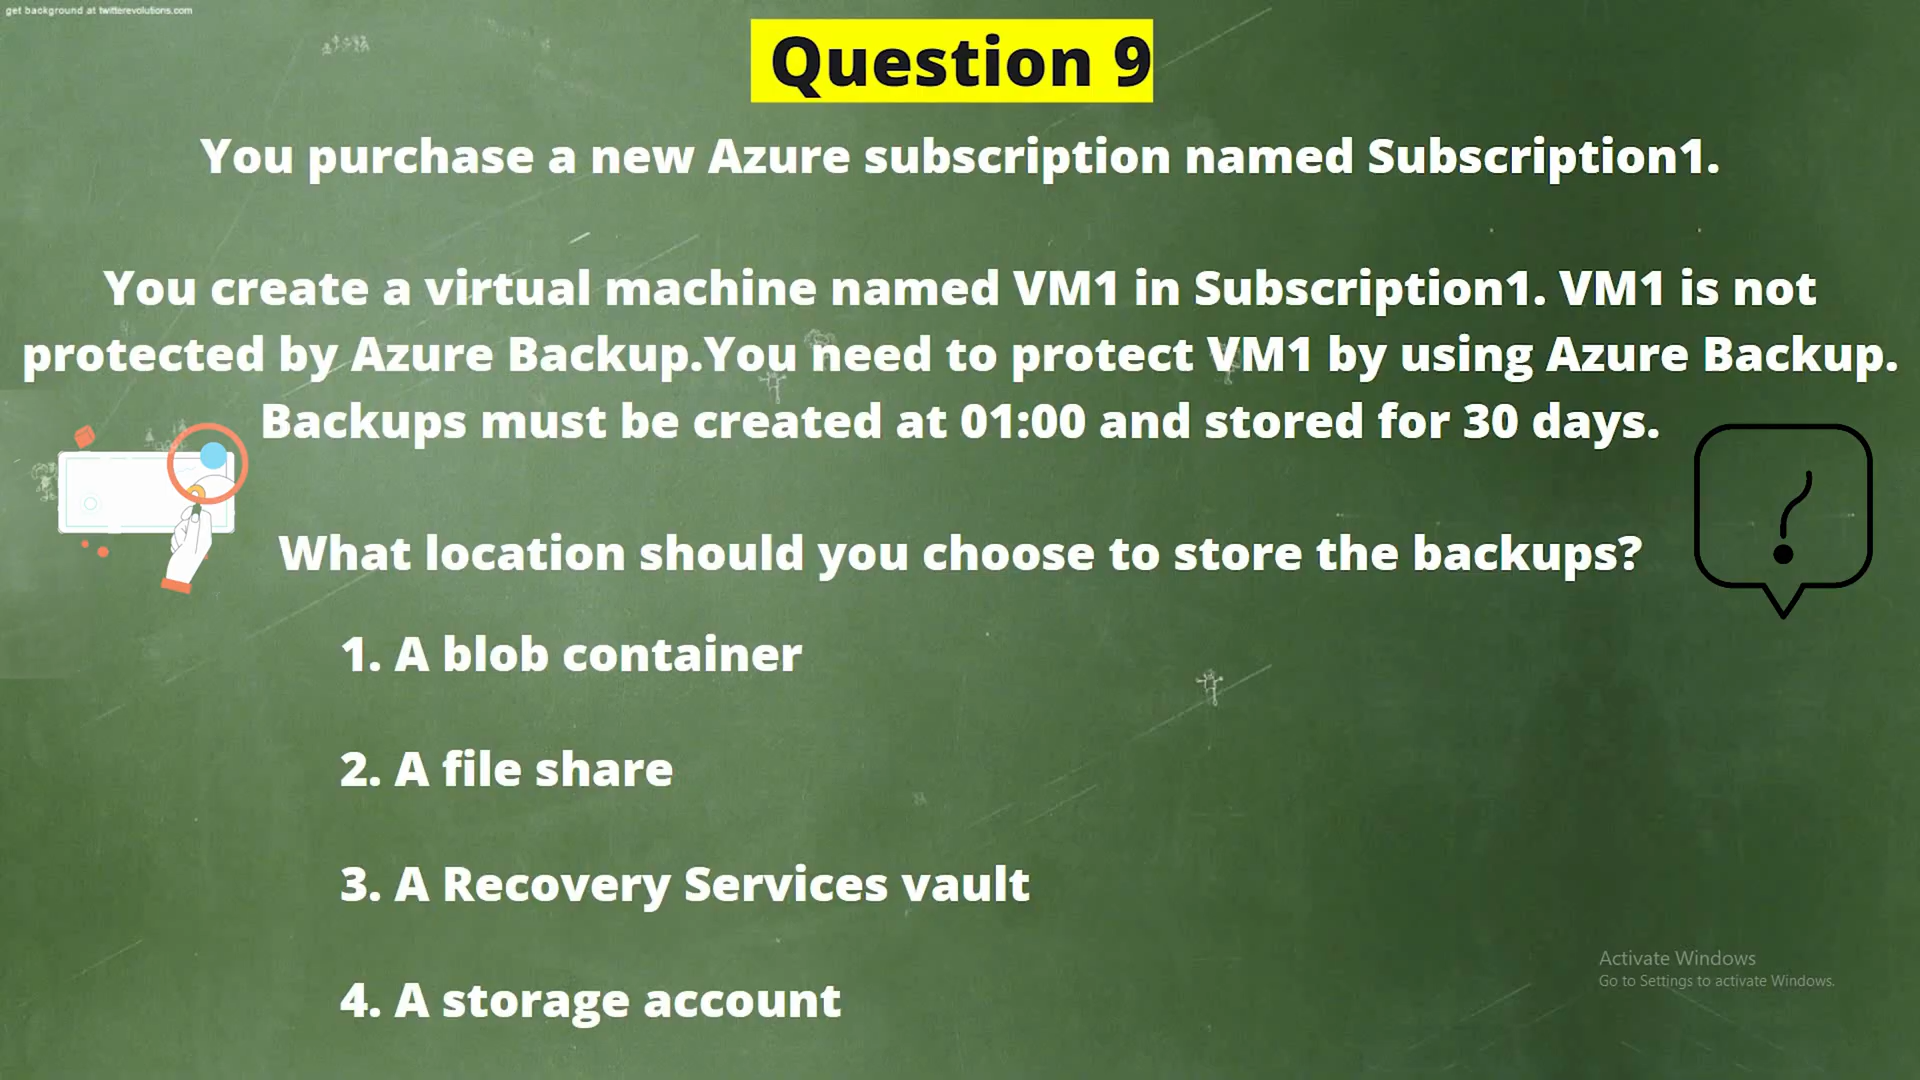 get background at twitterevolutions.com
Question 9
You purchase a new Azure subscription named Subscription1.
You create a virtual machine named VM1 in Subscription1. VM1 is not
protected by Azure Backup.You need to protect VM1 by using Azure Backup.
Backups must be created at 01:00 and stored for 30 days.
What location should you choose to store the backups?
1. A blob container
2. A file share
3. A Recovery Services vault
4. A storage account
Activate Windows
Go to Settings to activate Windows.